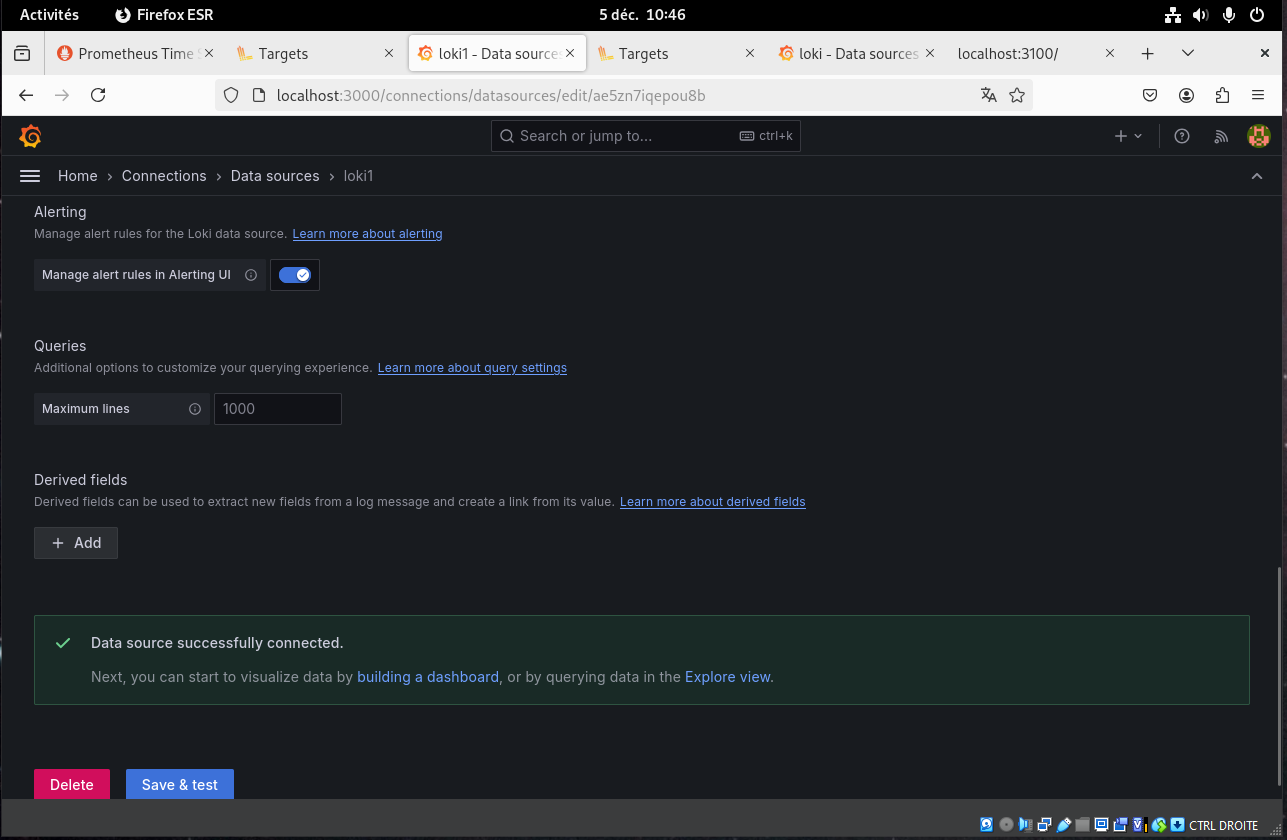 Activités
Firefox ESR
5 déc. 10:46
Prometheus Time S
Targets
loki1 - Data source
Targets
loki - Data sources
localhost:3100/
localhost:3000/connections/datasources/edit/ae5zn7iqepou8b
Search or jump to...
ctrl+k
Home › Connections › Data sources › loki1
Alerting
Manage alert rules for the Loki data source. Learn more about alerting
Manage alert rules in Alerting UI
Queries
Additional options to customize your querying experience. Learn more about query settings
Maximum lines
1000
Derived fields
Derived fields can be used to extract new fields from a log message and create a link from its value. Learn more about derived fields
+ Add
Data source successfully connected.
Next, you can start to visualize data by building a dashboard, or by querying data in the Explore view.
Delete
Save & test
CTRL DROITE